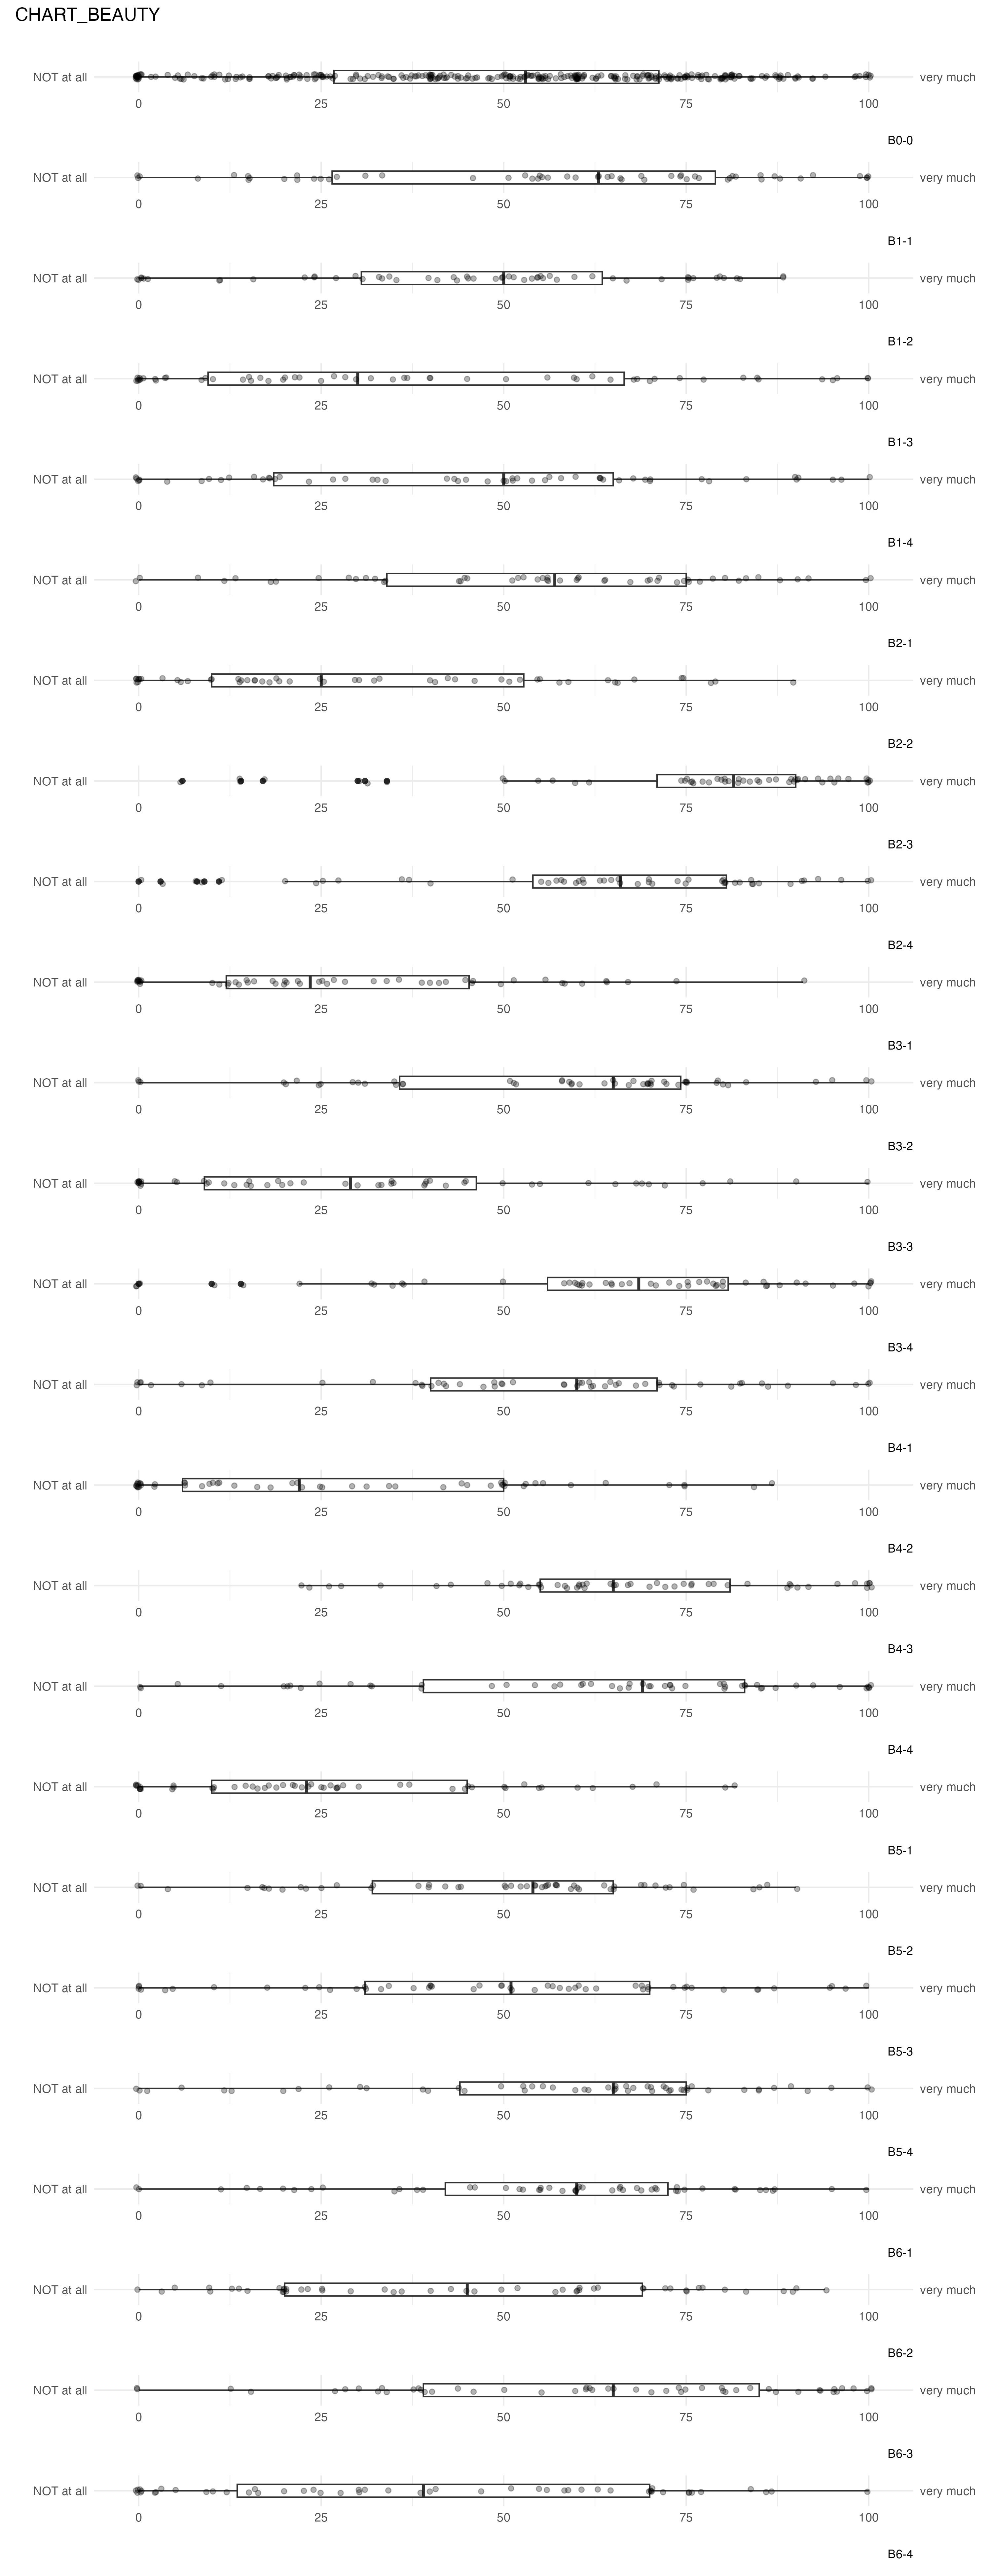 CHART_BEAUTY
NOT at all very much
0 25 50 75 100
B0-0
NOT at all very much
0 25 50 75 100
B1-1
NOT at all very much
0 25 50 75 100
B1-2
NOT at all very much
0 25 50 75 100
B1-3
NOT at all very much
0 25 50 75 100
B1-4
NOT at all very much
0 25 50 75 100
B2-1
NOT at all very much
0 25 50 75 100
B2-2
NOT at all very much
0 25 50 75 100
B2-3
NOT at all very much
0 25 50 75 100
B2-4
NOT at all very much
0 25 50 75 100
B3-1
NOT at all very much
0 25 50 75 100
B3-2
NOT at all very much
0 25 50 75 100
B3-3
NOT at all very much
0 25 50 75 100
B3-4
NOT at all very much
0 25 50 75 100
B4-1
NOT at all very much
0 25 50 75 100
B4-2
NOT at all very much
0 25 50 75 100
B4-3
NOT at all very much
0 25 50 75 100
B4-4
NOT at all very much
0 25 50 75 100
B5-1
NOT at all very much
0 25 50 75 100
B5-2
NOT at all very much
0 25 50 75 100
B5-3
NOT at all very much
0 25 50 75 100
B5-4
NOT at all very much
0 25 50 75 100
B6-1
NOT at all very much
0 25 50 75 100
B6-2
NOT at all very much
0 25 50 75 100
B6-3
NOT at all very much
0 25 50 75 100
B6-4